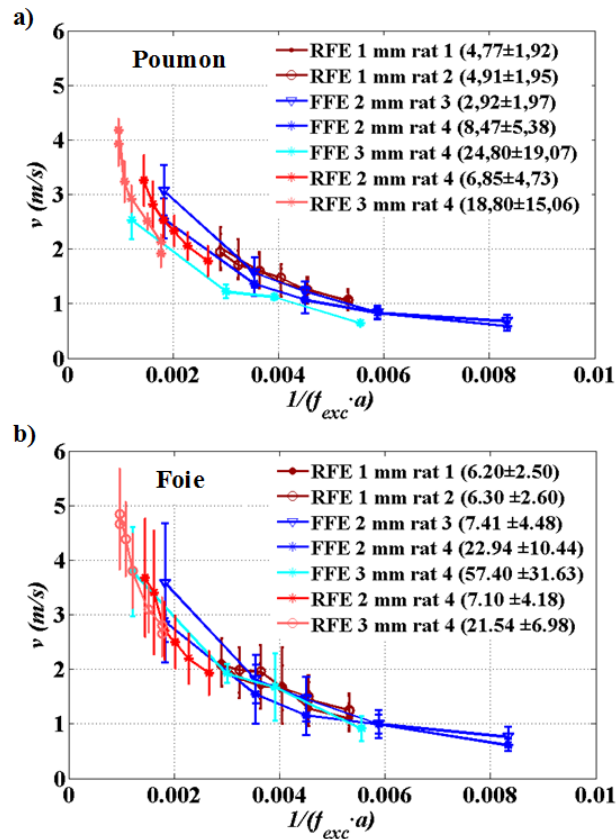 a)
6
Poumon
RFE 1 mm rat 1 (4,77±1,92)
RFE 1 mm rat 2 (4,91±1,95)
FFE 2 mm rat 3 (2,92±1,97)
FFE 2 mm rat 4 (8,47±5,38)
FFE 3 mm rat 4 (24,80±19,07)
RFE 2 mm rat 4 (6,85±4,73)
RFE 3 mm rat 4 (18,80±15,06)
5
4
3
2
1
0
v (m/s)
0 0.002 0.004 0.006 0.008 0.01
1/(fexc·a)
b)
6
Foie
RFE 1 mm rat 1 (6.20±2.50)
RFE 1 mm rat 2 (6.30 ±2.60)
FFE 2 mm rat 3 (7.41 ±4.48)
FFE 2 mm rat 4 (22.94 ±10.44)
FFE 3 mm rat 4 (57.40 ±31.63)
RFE 2 mm rat 4 (7.10 ±4.18)
RFE 3 mm rat 4 (21.54 ±6.98)
5
4
3
2
1
0
v (m/s)
0 0.002 0.004 0.006 0.008 0.01
1/(fexc·a)